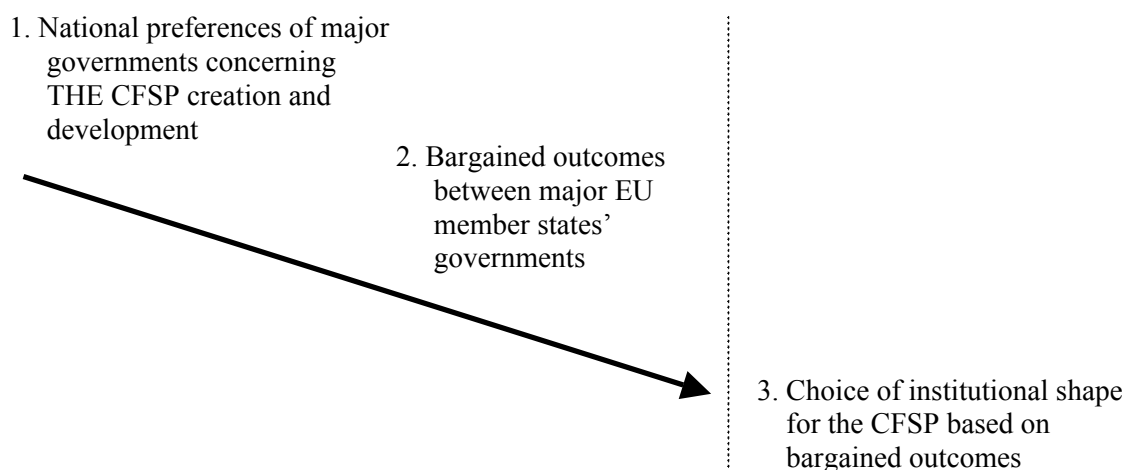 1. National preferences of major
governments concerning
THE CFSP creation and
development
2. Bargained outcomes
between major EU
member states’
governments
3. Choice of institutional shape
for the CFSP based on
bargained outcomes